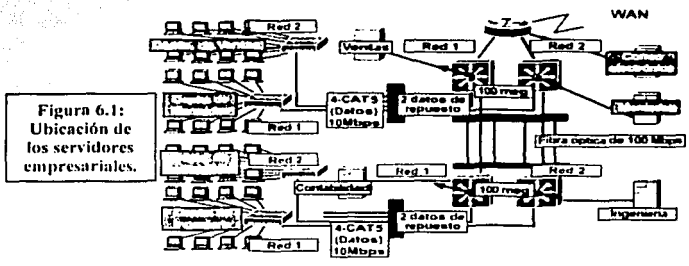 WAN
Red 2
Ventas
Red 1
Red 2
100 meg
4-CAT5
(Datos)
10Mbps
2 datos de
repuesto
Red 1
Figura 6.1:
Ubicación de
los servidores
empresariales.
Fibra óptica de 100 Mbps
Red 2
Contabilidad
Red 1
Red 2
100 meg
4-CAT5
(Datos)
10Mbps
2 datos de
repuesto
Ingeniería
Red 1